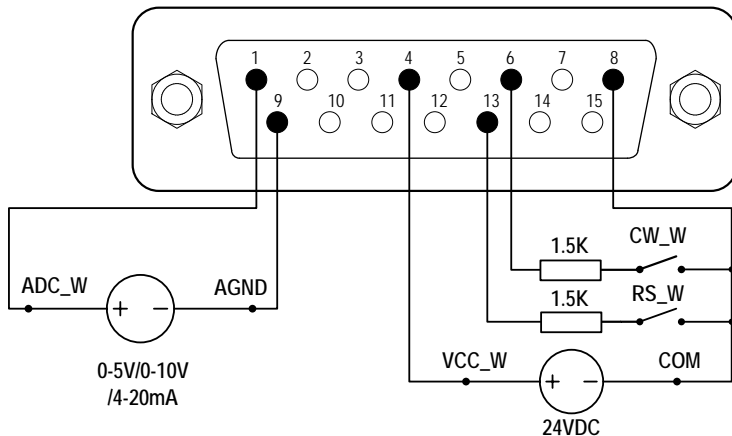 1 2 3 4 5 6 7 8
9 10 11 12 13 14 15
1.5K CW_W
ADC_W AGND 1.5K RS_W
0-5V/0-10V
/4-20mA
VCC_W COM
24VDC